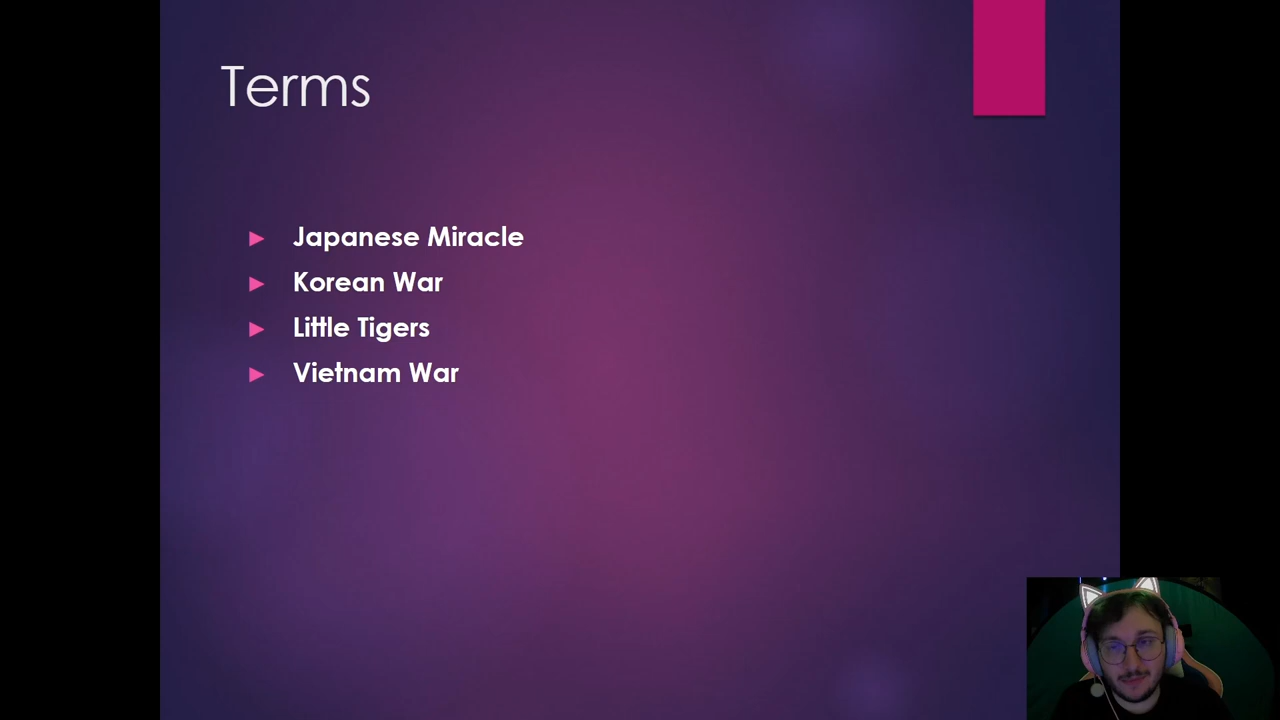 Terms
Japanese Miracle
Korean War
Little Tigers
Vietnam War